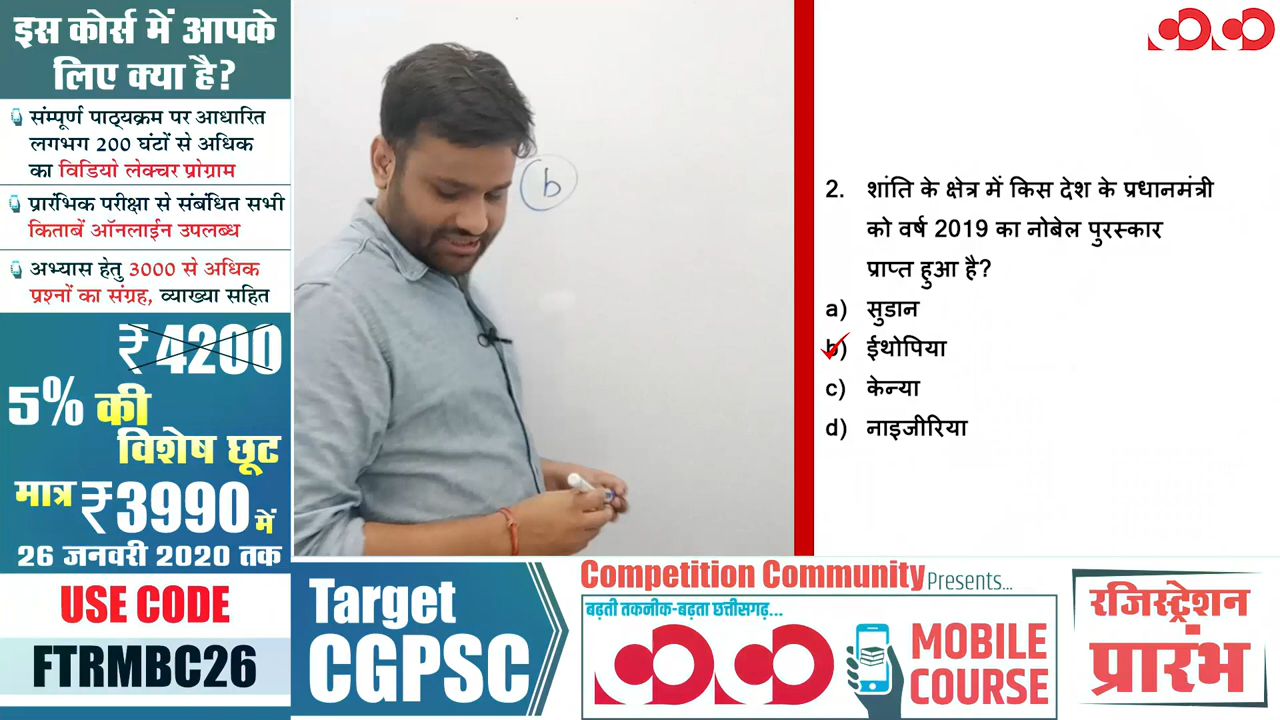 इस कोर्स में आपके
लिए क्या है?
संम्पूर्ण पाठ्यक्रम पर आधारित
लगभग 200 घंटों से अधिक
का विडियो लेक्चर प्रोग्राम
प्रारंभिक परीक्षा से संबंधित सभी
किताबें ऑनलाईन उपलब्ध
अभ्यास हेतु 3000 से अधिक
प्रश्नों का संग्रह, व्याख्या सहित
₹4200
5% की
विशेष छूट
मात्र ₹3990 में
26 जनवरी 2020 तक
USE CODE
FTRMBC26
b
2. शांति के क्षेत्र में किस देश के प्रधानमंत्री
को वर्ष 2019 का नोबेल पुरस्कार
प्राप्त हुआ है?
a) सुडान
b) ईथोपिया
c) केन्या
d) नाइजीरिया
Target
CGPSC
Competition Community Presents...
बढ़ती तकनीक-बढ़ता छत्तीसगढ़...
MOBILE
COURSE
रजिस्ट्रेशन
प्रारंभ